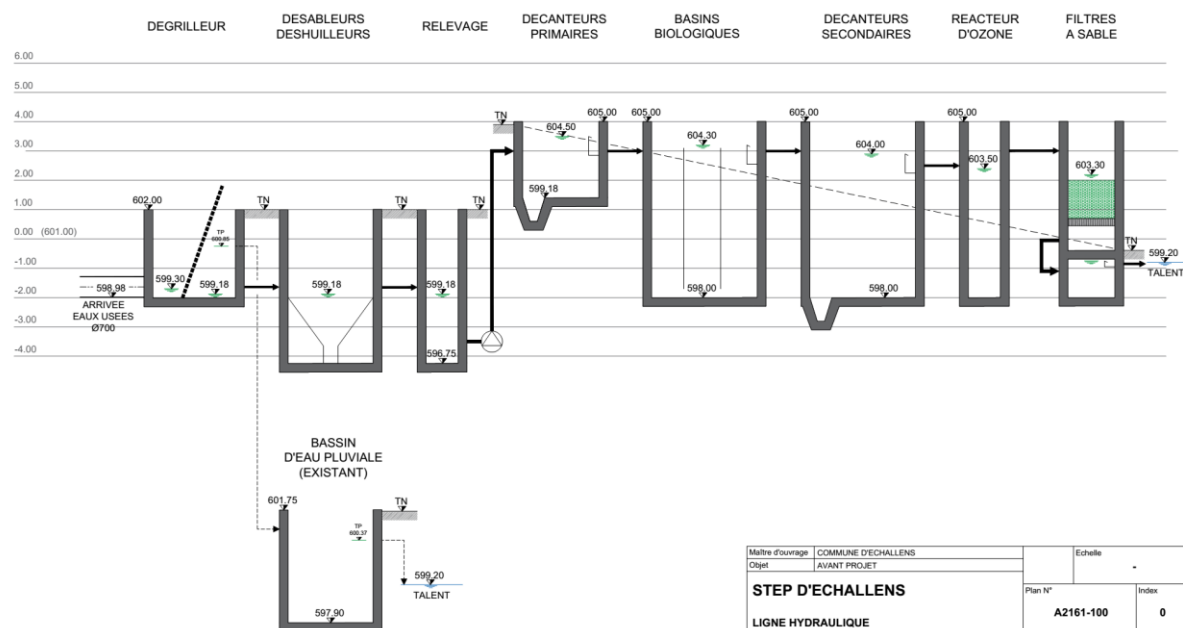 DEGRILLEUR
DESABLEURS
DESHUILLEURS
RELEVAGE
DECANTEURS
PRIMAIRES
BASINS
BIOLOGIQUES
DECANTEURS
SECONDAIRES
REACTEUR
D'OZONE
FILTRES
A SABLE
6.00
5.00
4.00
3.00
2.00
1.00
0.00 (601.00)
-1.00
-2.00
-3.00
-4.00
602.00
TP
600.85
599.30
599.18
598.98
ARRIVEE
EAUX USEES
Ø700
TN
599.18
TN
599.18
596.75
TN
TN
604.50
605.00
599.18
605.00
604.30
598.00
605.00
604.00
598.00
605.00
603.50
603.30
TN
599.20
TALENT
BASSIN
D'EAU PLUVIALE
(EXISTANT)
601.75
TN
TP
600.37
599.20
TALENT
597.90
Maître d'ouvrage COMMUNE D'ECHALLENS
Objet AVANT PROJET
STEP D'ECHALLENS
LIGNE HYDRAULIQUE
Echelle
-
Plan N° Index
A2161-100 0